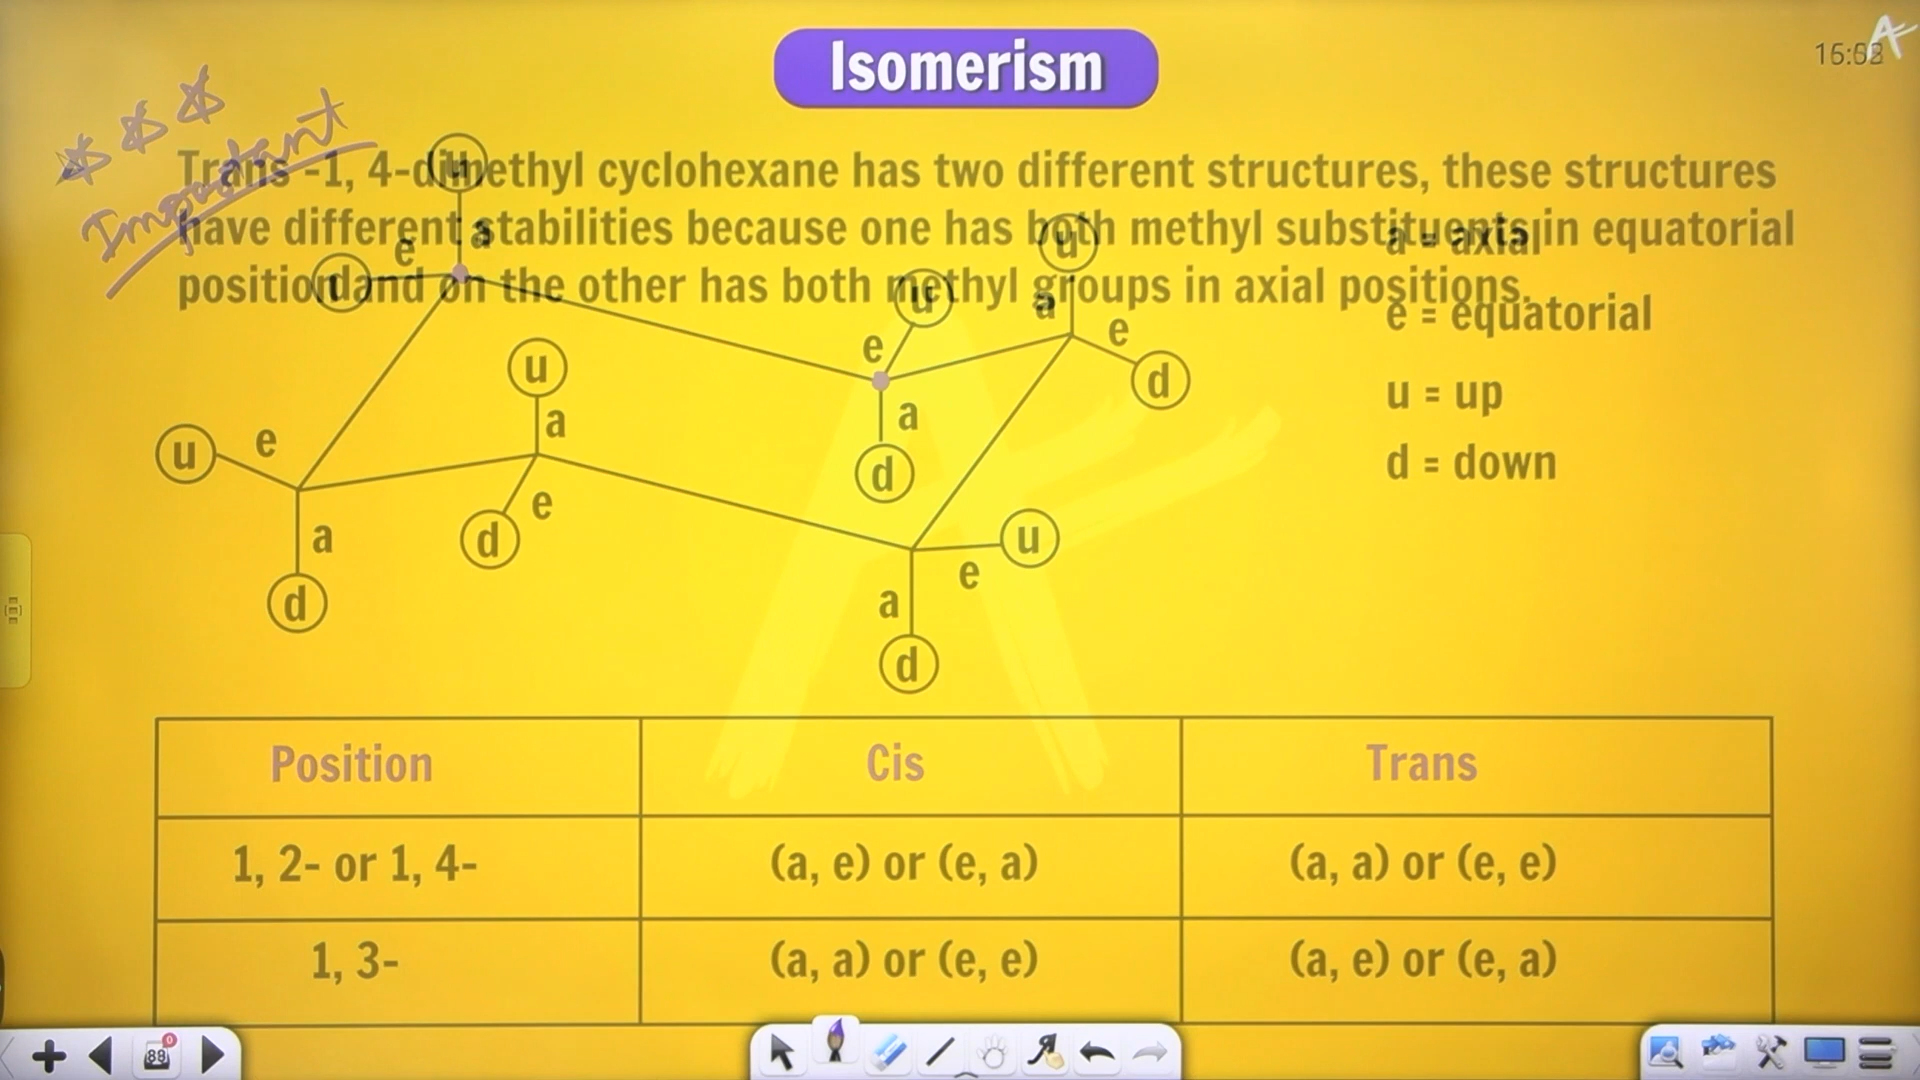 Isomerism
Important
Trans -1, 4-dimethyl cyclohexane has two different structures, these structures
have different stabilities because one has both methyl substituents in equatorial
position and on the other has both methyl groups in axial positions.
a = axial
e = equatorial
u = up
d = down
u
e a
d
u
a
u
e
u
a
e
d
a
d
u e
a
d
u
a
e
d
u
e
a
d
Position Cis Trans
1, 2- or 1, 4- (a, e) or (e, a) (a, a) or (e, e)
1, 3- (a, a) or (e, e) (a, e) or (e, a)
88
0